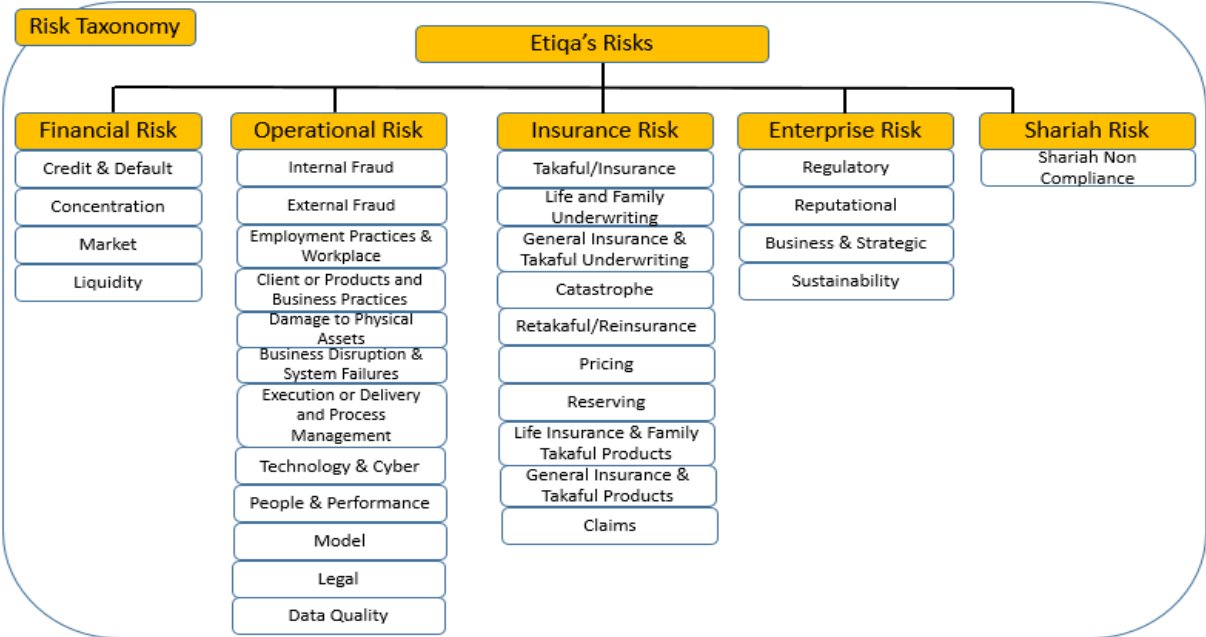 Risk Taxonomy
Etiqa’s Risks
Financial Risk
Credit & Default
Concentration
Market
Liquidity
Operational Risk
Internal Fraud
External Fraud
Employment Practices &
Workplace
Client or Products and
Business Practices
Damage to Physical
Assets
Business Disruption &
System Failures
Execution or Delivery
and Process
Management
Technology & Cyber
People & Performance
Model
Legal
Data Quality
Insurance Risk
Takaful/Insurance
Life and Family
Underwriting
General Insurance &
Takaful Underwriting
Catastrophe
Retakaful/Reinsurance
Pricing
Reserving
Life Insurance & Family
Takaful Products
General Insurance &
Takaful Products
Claims
Enterprise Risk
Regulatory
Reputational
Business & Strategic
Sustainability
Shariah Risk
Shariah Non
Compliance